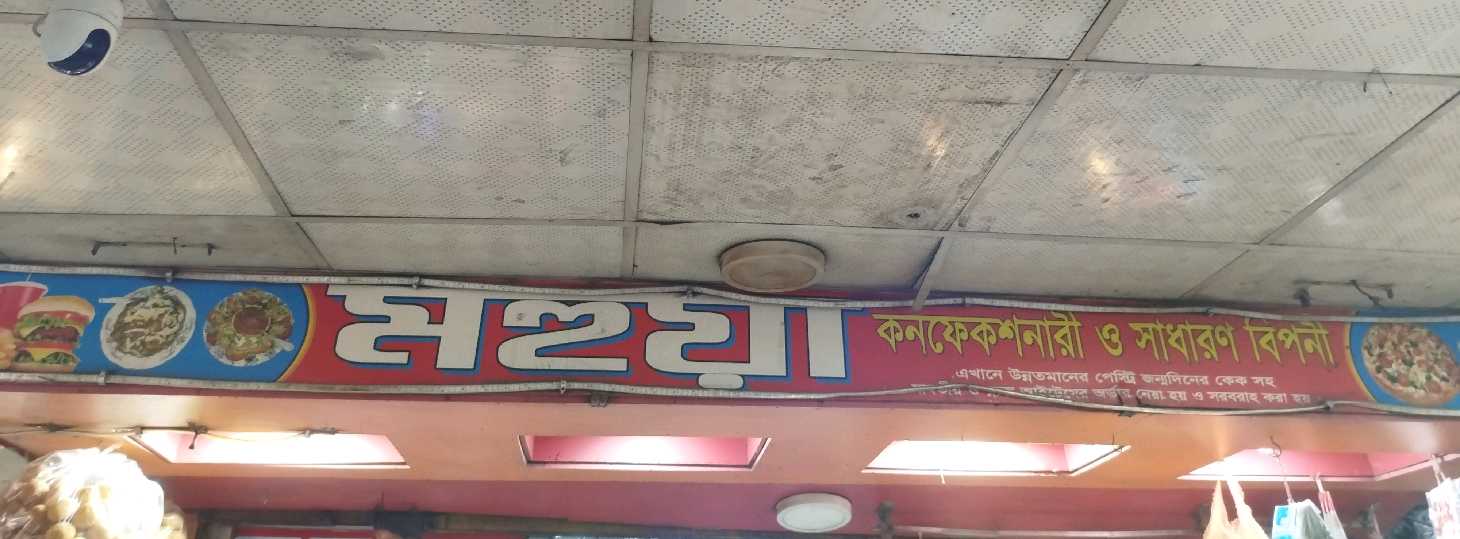 মহুয়া
কনফেকশনারী ও সাধারণ বিপনী
এখানে উন্নতমানের পেস্ট্রি জন্মদিনের কেক সহ
অর্ডার নেয়া হয় ও সরবরাহ করা হয়